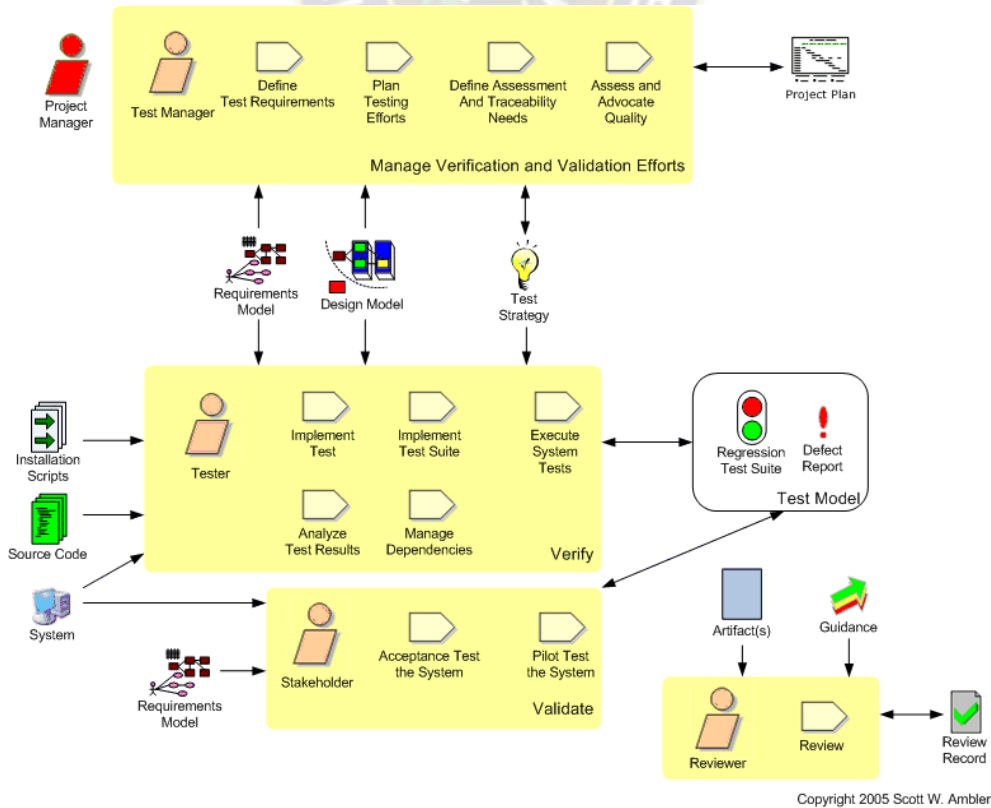 Project
Manager
Test Manager
Define
Test Requirements
Plan
Testing
Efforts
Define Assessment
And Traceability
Needs
Assess and
Advocate
Quality
Manage Verification and Validation Efforts
Project Plan
Requirements
Model
Design Model
Test
Strategy
Installation
Scripts
Source Code
System
Tester
Implement
Test
Implement
Test Suite
Execute
System
Tests
Analyze
Test Results
Manage
Dependencies
Verify
Regression
Test Suite
Defect
Report
Test Model
Requirements
Model
Stakeholder
Acceptance Test
the System
Pilot Test
the System
Validate
Artifact(s)
Guidance
Reviewer
Review
Review
Record
Copyright 2005 Scott W. Ambler